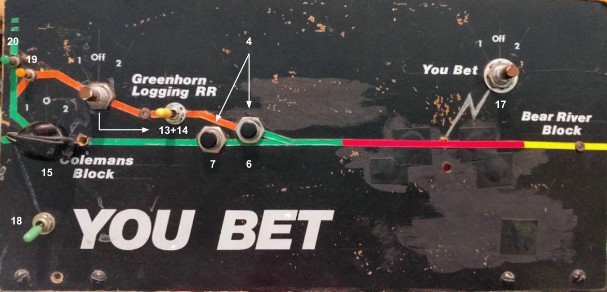 20
19
Off
1
2
4
1
Off
2
Greenhorn
Logging RR
You Bet
17
1
o
2
13+14
Bear River
Block
Colemans
Block
7
6
15
18
YOU BET